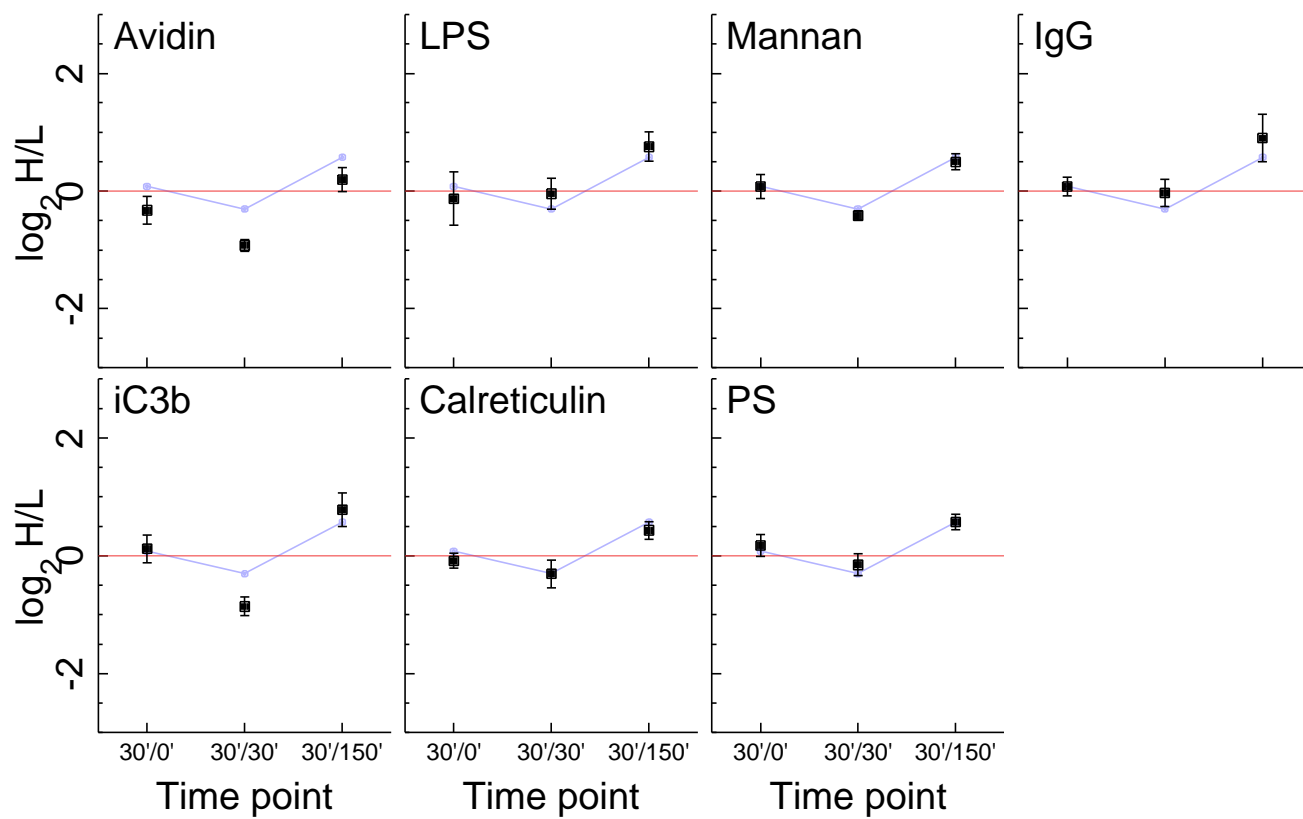 Avidin LPS Mannan IgG
2
0
-2
log2 H/L
iC3b Calreticulin PS
2
0
-2
log2 H/L
30'/0' 30'/30' 30'/150' 30'/0' 30'/30' 30'/150' 30'/0' 30'/30' 30'/150'
Time point Time point Time point